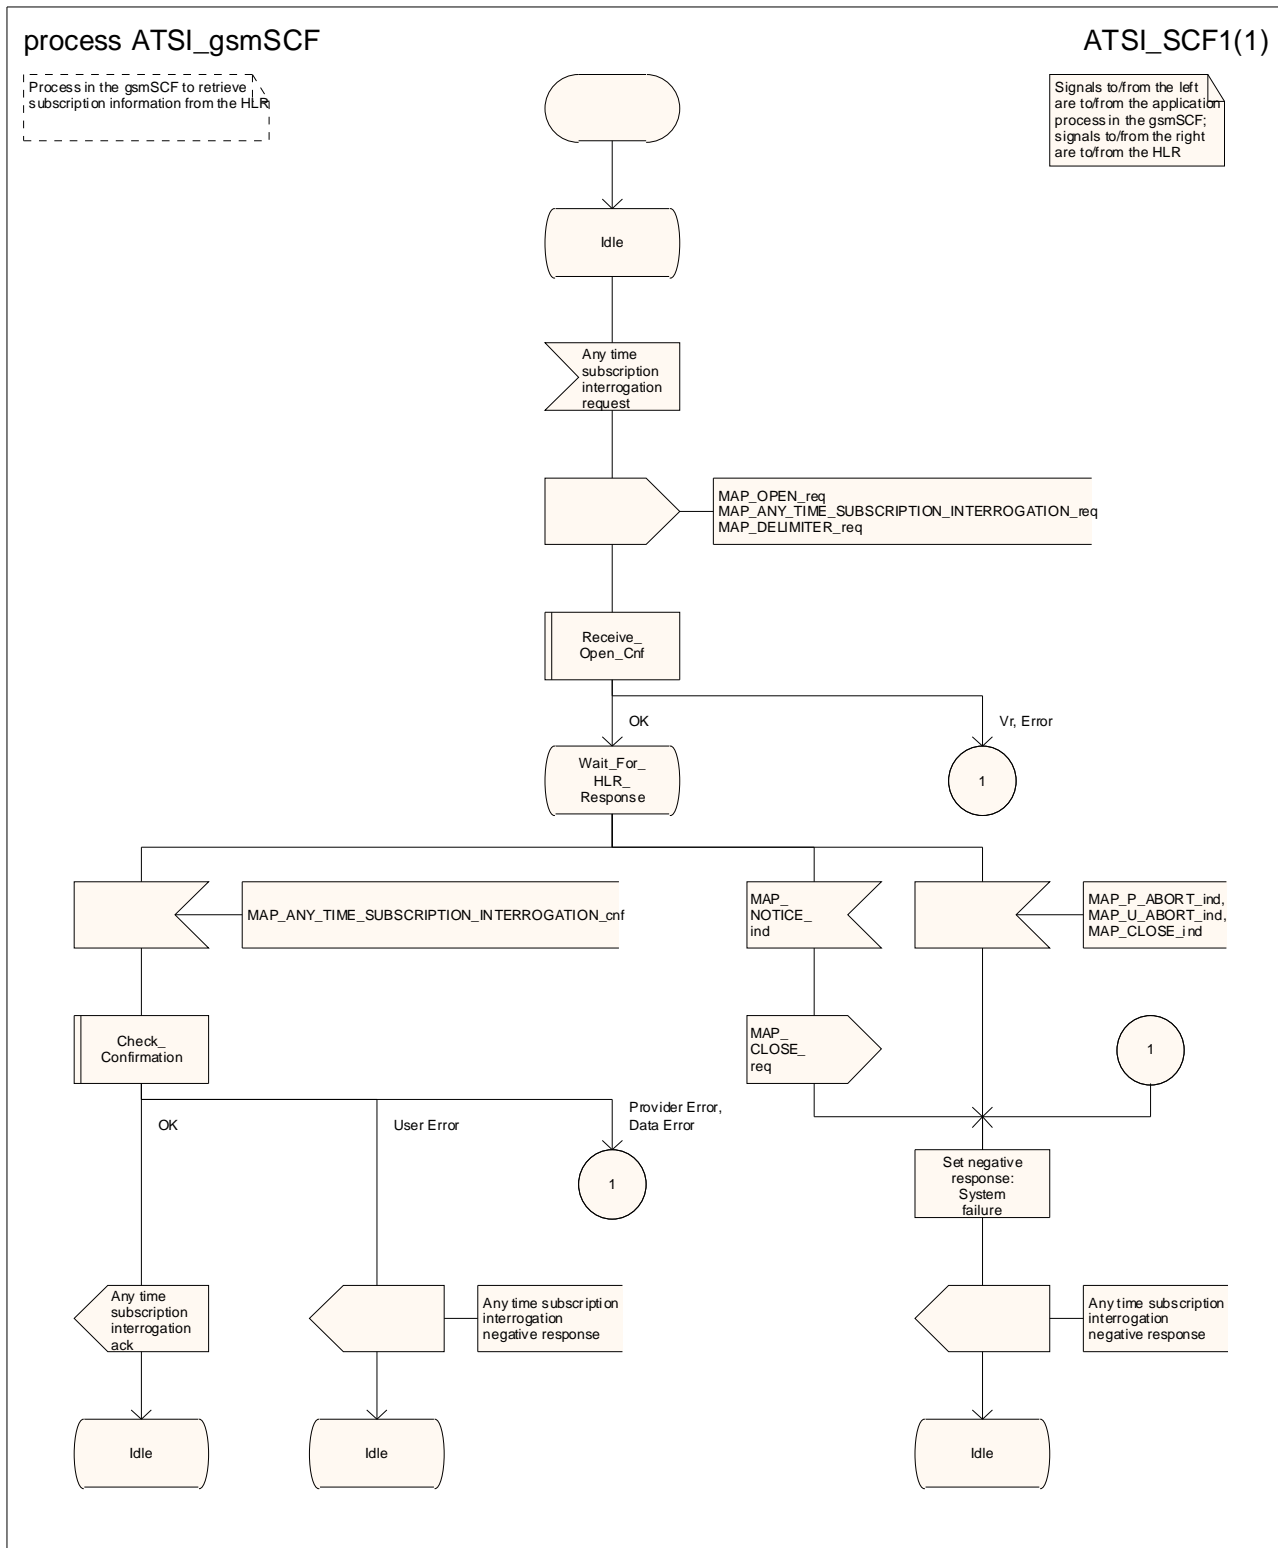 process ATSI_gsmSCF
ATSI_SCF1(1)
Process in the gsmSCF to retrieve
subscription information from the HLR
Signals to/from the left
are to/from the application
process in the gsmSCF;
signals to/from the right
are to/from the HLR
Idle
Any time
subscription
interrogation
request
MAP_OPEN_req
MAP_ANY_TIME_SUBSCRIPTION_INTERROGATION_req
MAP_DELIMITER_req
Receive_
Open_Cnf
OK
Vr, Error
Wait_For_
HLR_
Response
1
MAP_ANY_TIME_SUBSCRIPTION_INTERROGATION_cnf
MAP_
NOTICE_
ind
MAP_P_ABORT_ind,
MAP_U_ABORT_ind,
MAP_CLOSE_ind
Check_
Confirmation
MAP_
CLOSE_
req
1
OK
User Error
Provider Error,
Data Error
1
Set negative
response:
System
failure
Any time
subscription
interrogation
ack
Any time subscription
interrogation
negative response
Any time subscription
interrogation
negative response
Idle
Idle
Idle